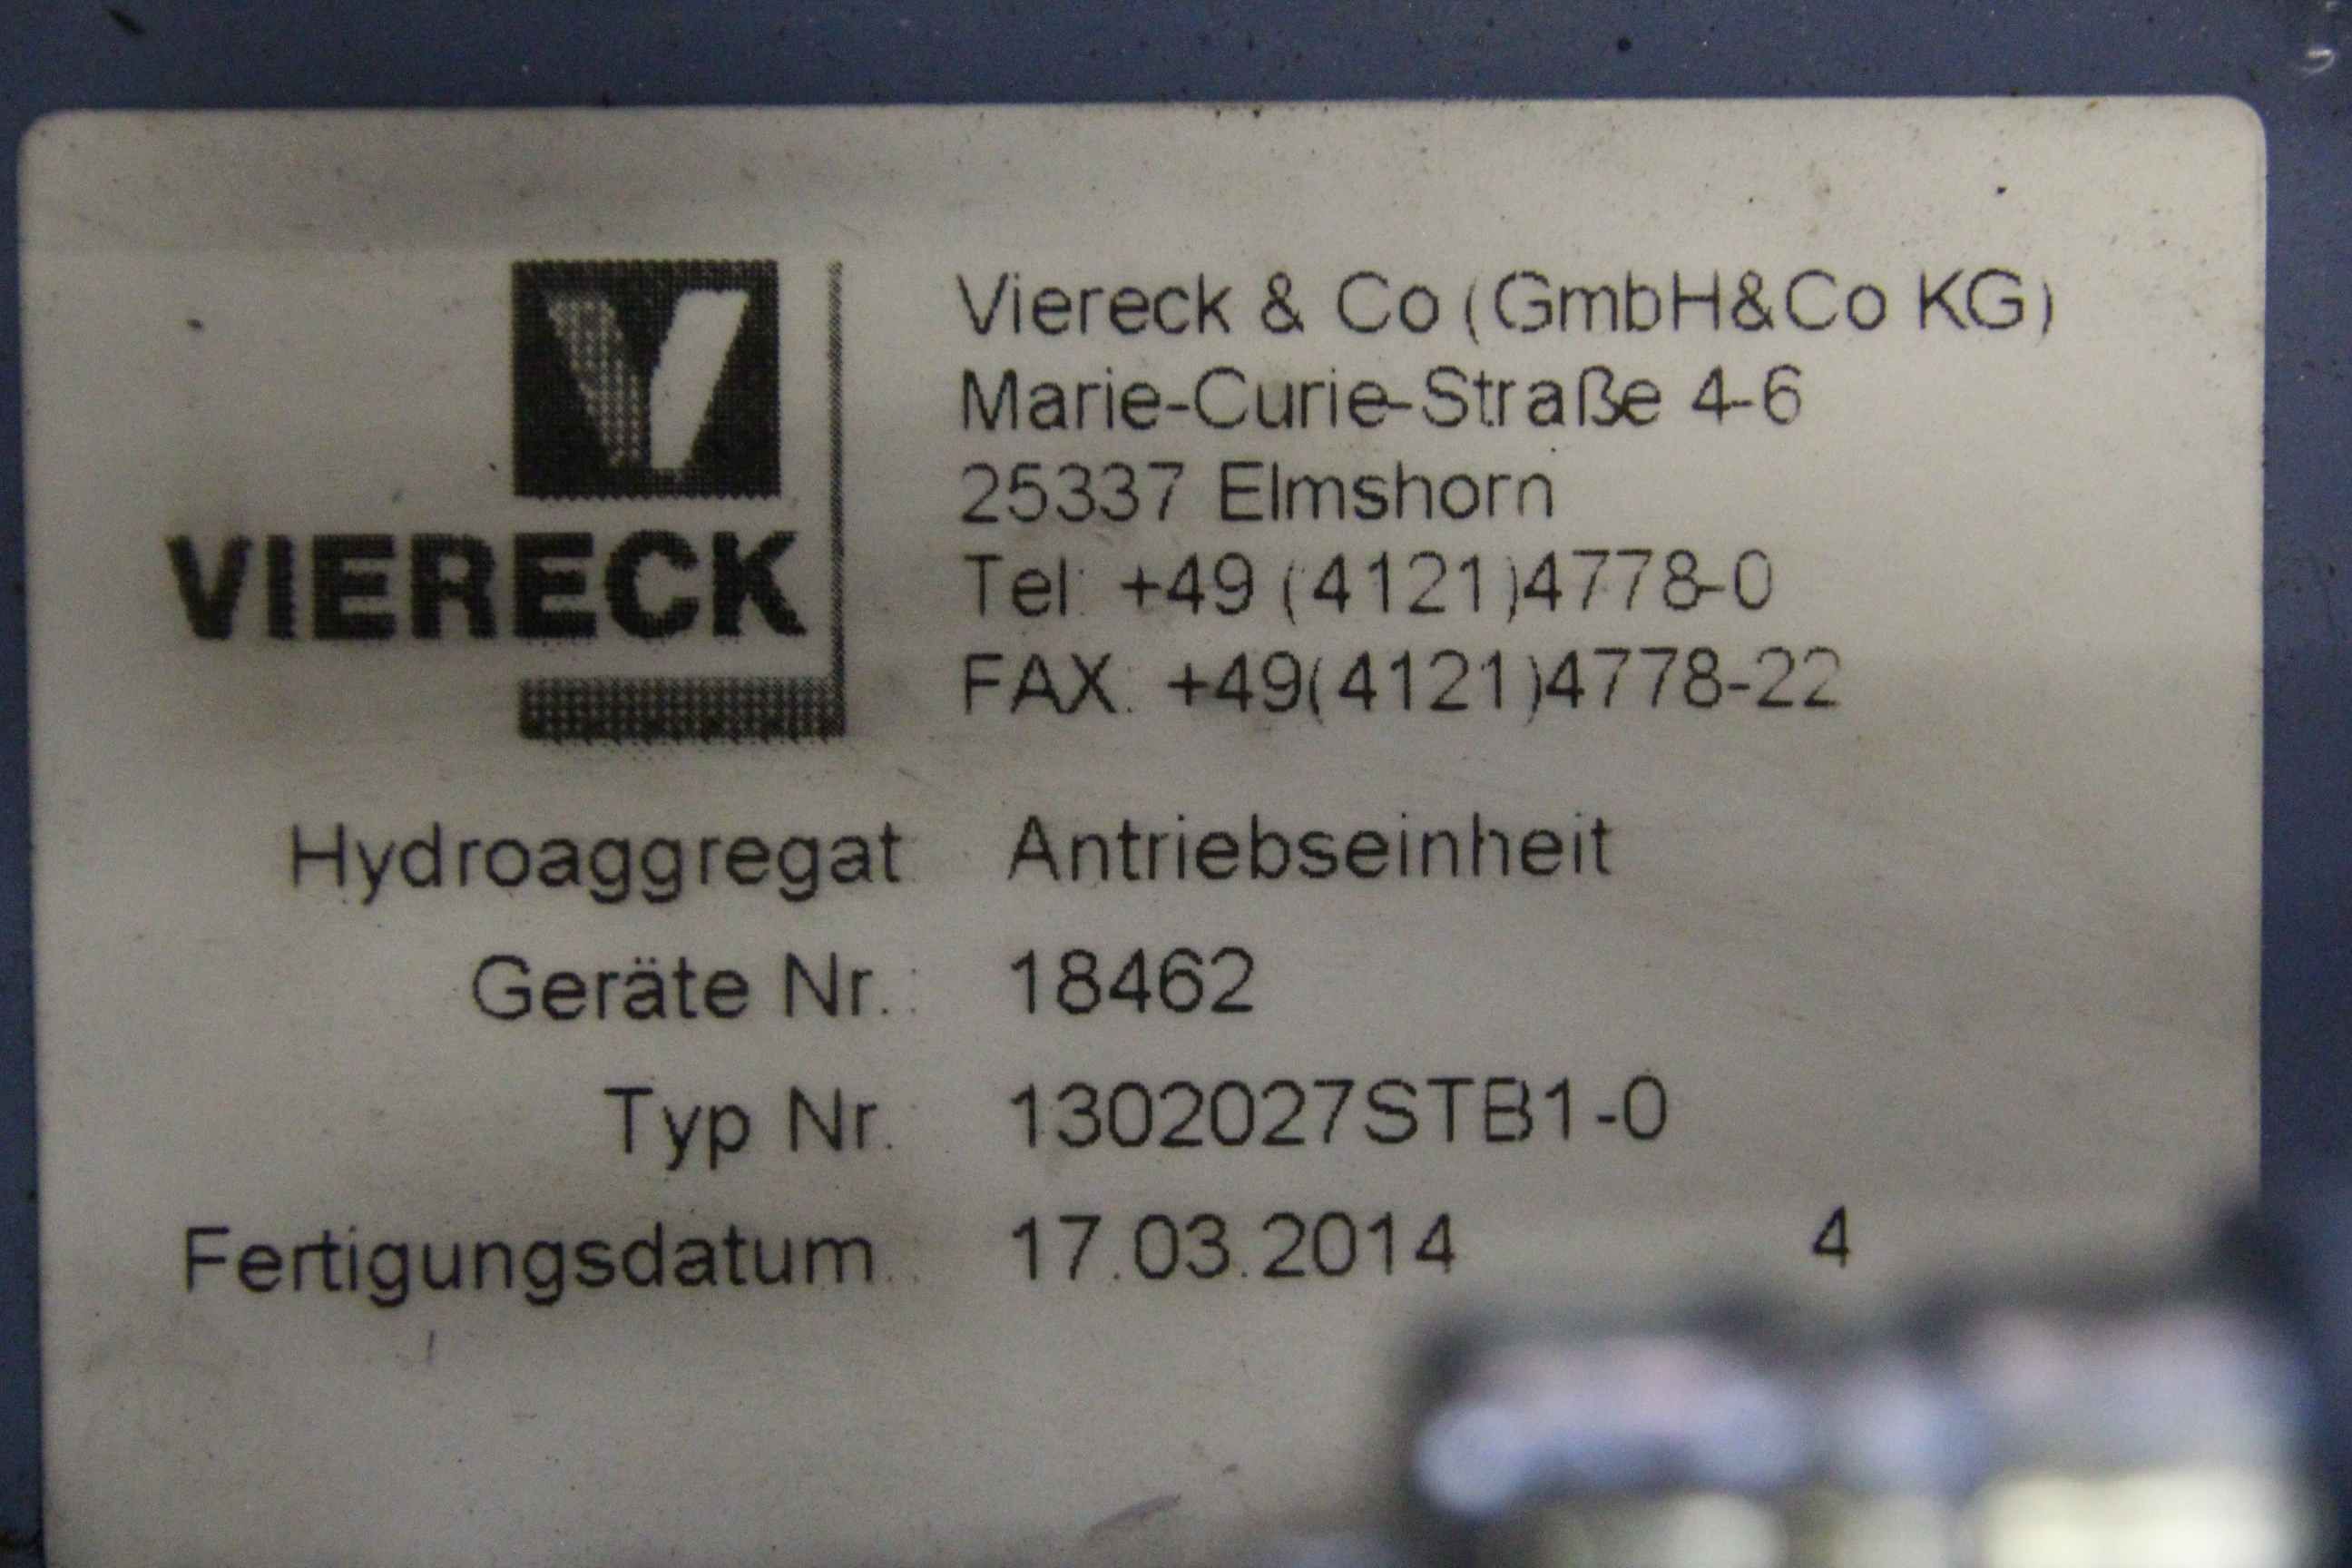 VIERECK
Viereck & Co (GmbH&Co KG)
Marie-Curie-Straße 4-6
25337 Elmshorn
Tel: +49 (4121)4778-0
FAX: +49(4121)4778-22
Hydroaggregat Antriebseinheit
Geräte Nr.: 18462
Typ Nr. 1302027STB1-0
Fertigungsdatum: 17.03.2014 4